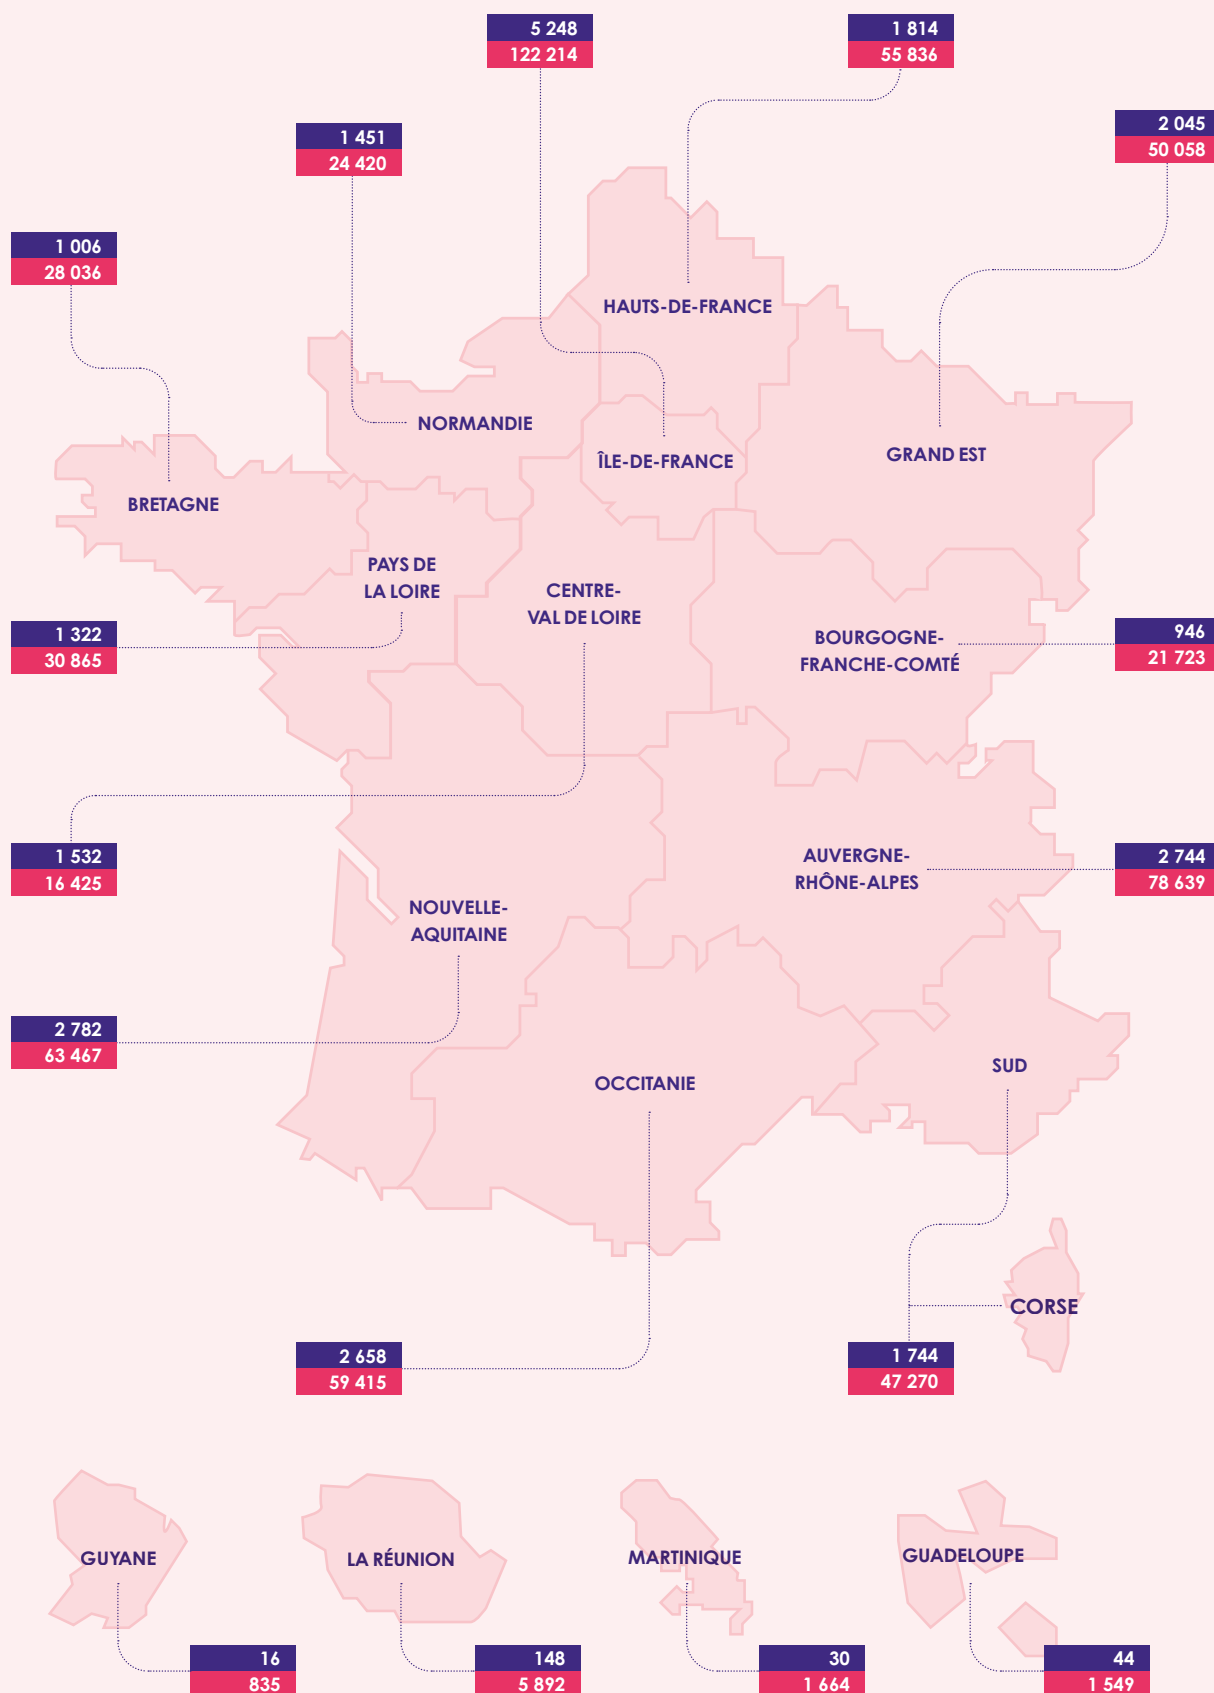 5 248
122 214
1 814
55 836
2 045
50 058
1 451
24 420
1 006
28 036
HAUTS-DE-FRANCE
NORMANDIE
ÎLE-DE-FRANCE
GRAND EST
BRETAGNE
PAYS DE
LA LOIRE
CENTRE-
VAL DE LOIRE
BOURGOGNE-
FRANCHE-COMTÉ
1 322
30 865
946
21 723
1 532
16 425
AUVERGNE-
RHÔNE-ALPES
2 744
78 639
NOUVELLE-
AQUITAINE
2 782
63 467
OCCITANIE
SUD
CORSE
2 658
59 415
1 744
47 270
GUYANE
LA RÉUNION
MARTINIQUE
GUADELOUPE
16
835
148
5 892
30
1 664
44
1 549